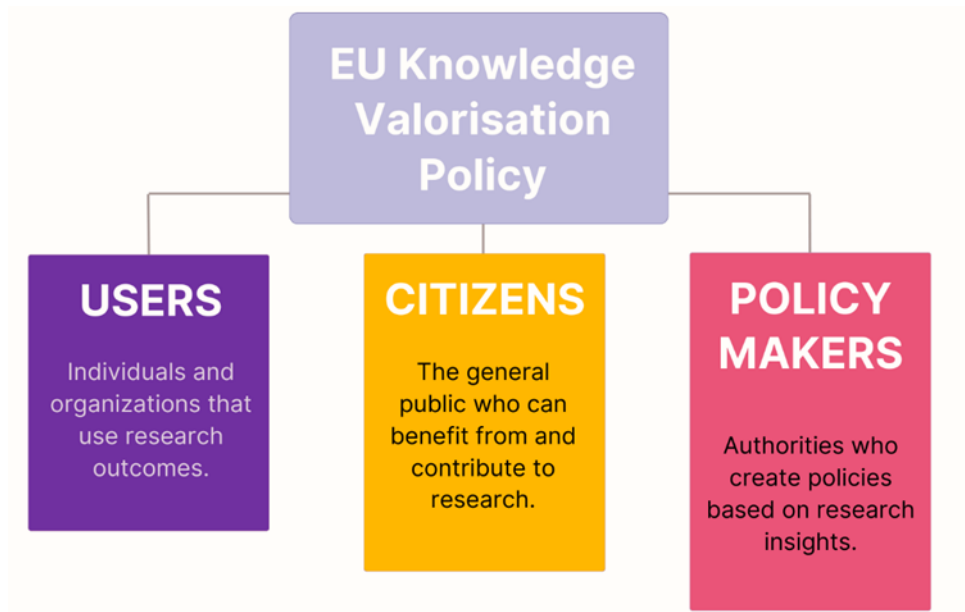 EU Knowledge
Valorisation
Policy
USERS
Individuals and
organizations that
use research
outcomes.
CITIZENS
The general
public who can
benefit from and
contribute to
research.
POLICY
MAKERS
Authorities who
create policies
based on research
insights.